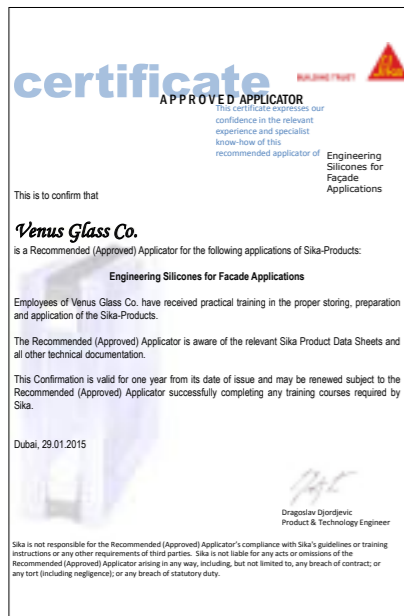 certificate
BUILDING TRUST
Sika
APPROVED APPLICATOR
This certificate expresses our
confidence in the relevant
experience and specialist
know-how of this
recommended applicator of
Engineering
Silicones for
Façade
Applications
This is to confirm that
Venus Glass Co.
is a Recommended (Approved) Applicator for the following applications of Sika-Products:
Engineering Silicones for Facade Applications
Employees of Venus Glass Co. have received practical training in the proper storing, preparation
and application of the Sika-Products.
The Recommended (Approved) Applicator is aware of the relevant Sika Product Data Sheets and
all other technical documentation.
This Confirmation is valid for one year from its date of issue and may be renewed subject to the
Recommended (Approved) Applicator successfully completing any training courses required by
Sika.
Dubai, 29.01.2015
Dragoslav Djordjevic
Product & Technology Engineer
Sika is not responsible for the Recommended (Approved) Applicator's compliance with Sika's guidelines or training
instructions or any other requirements of third parties. Sika is not liable for any acts or omissions of the
Recommended (Approved) Applicator arising in any way, including, but not limited to, any breach of contract; or
any tort (including negligence); or any breach of statutory duty.